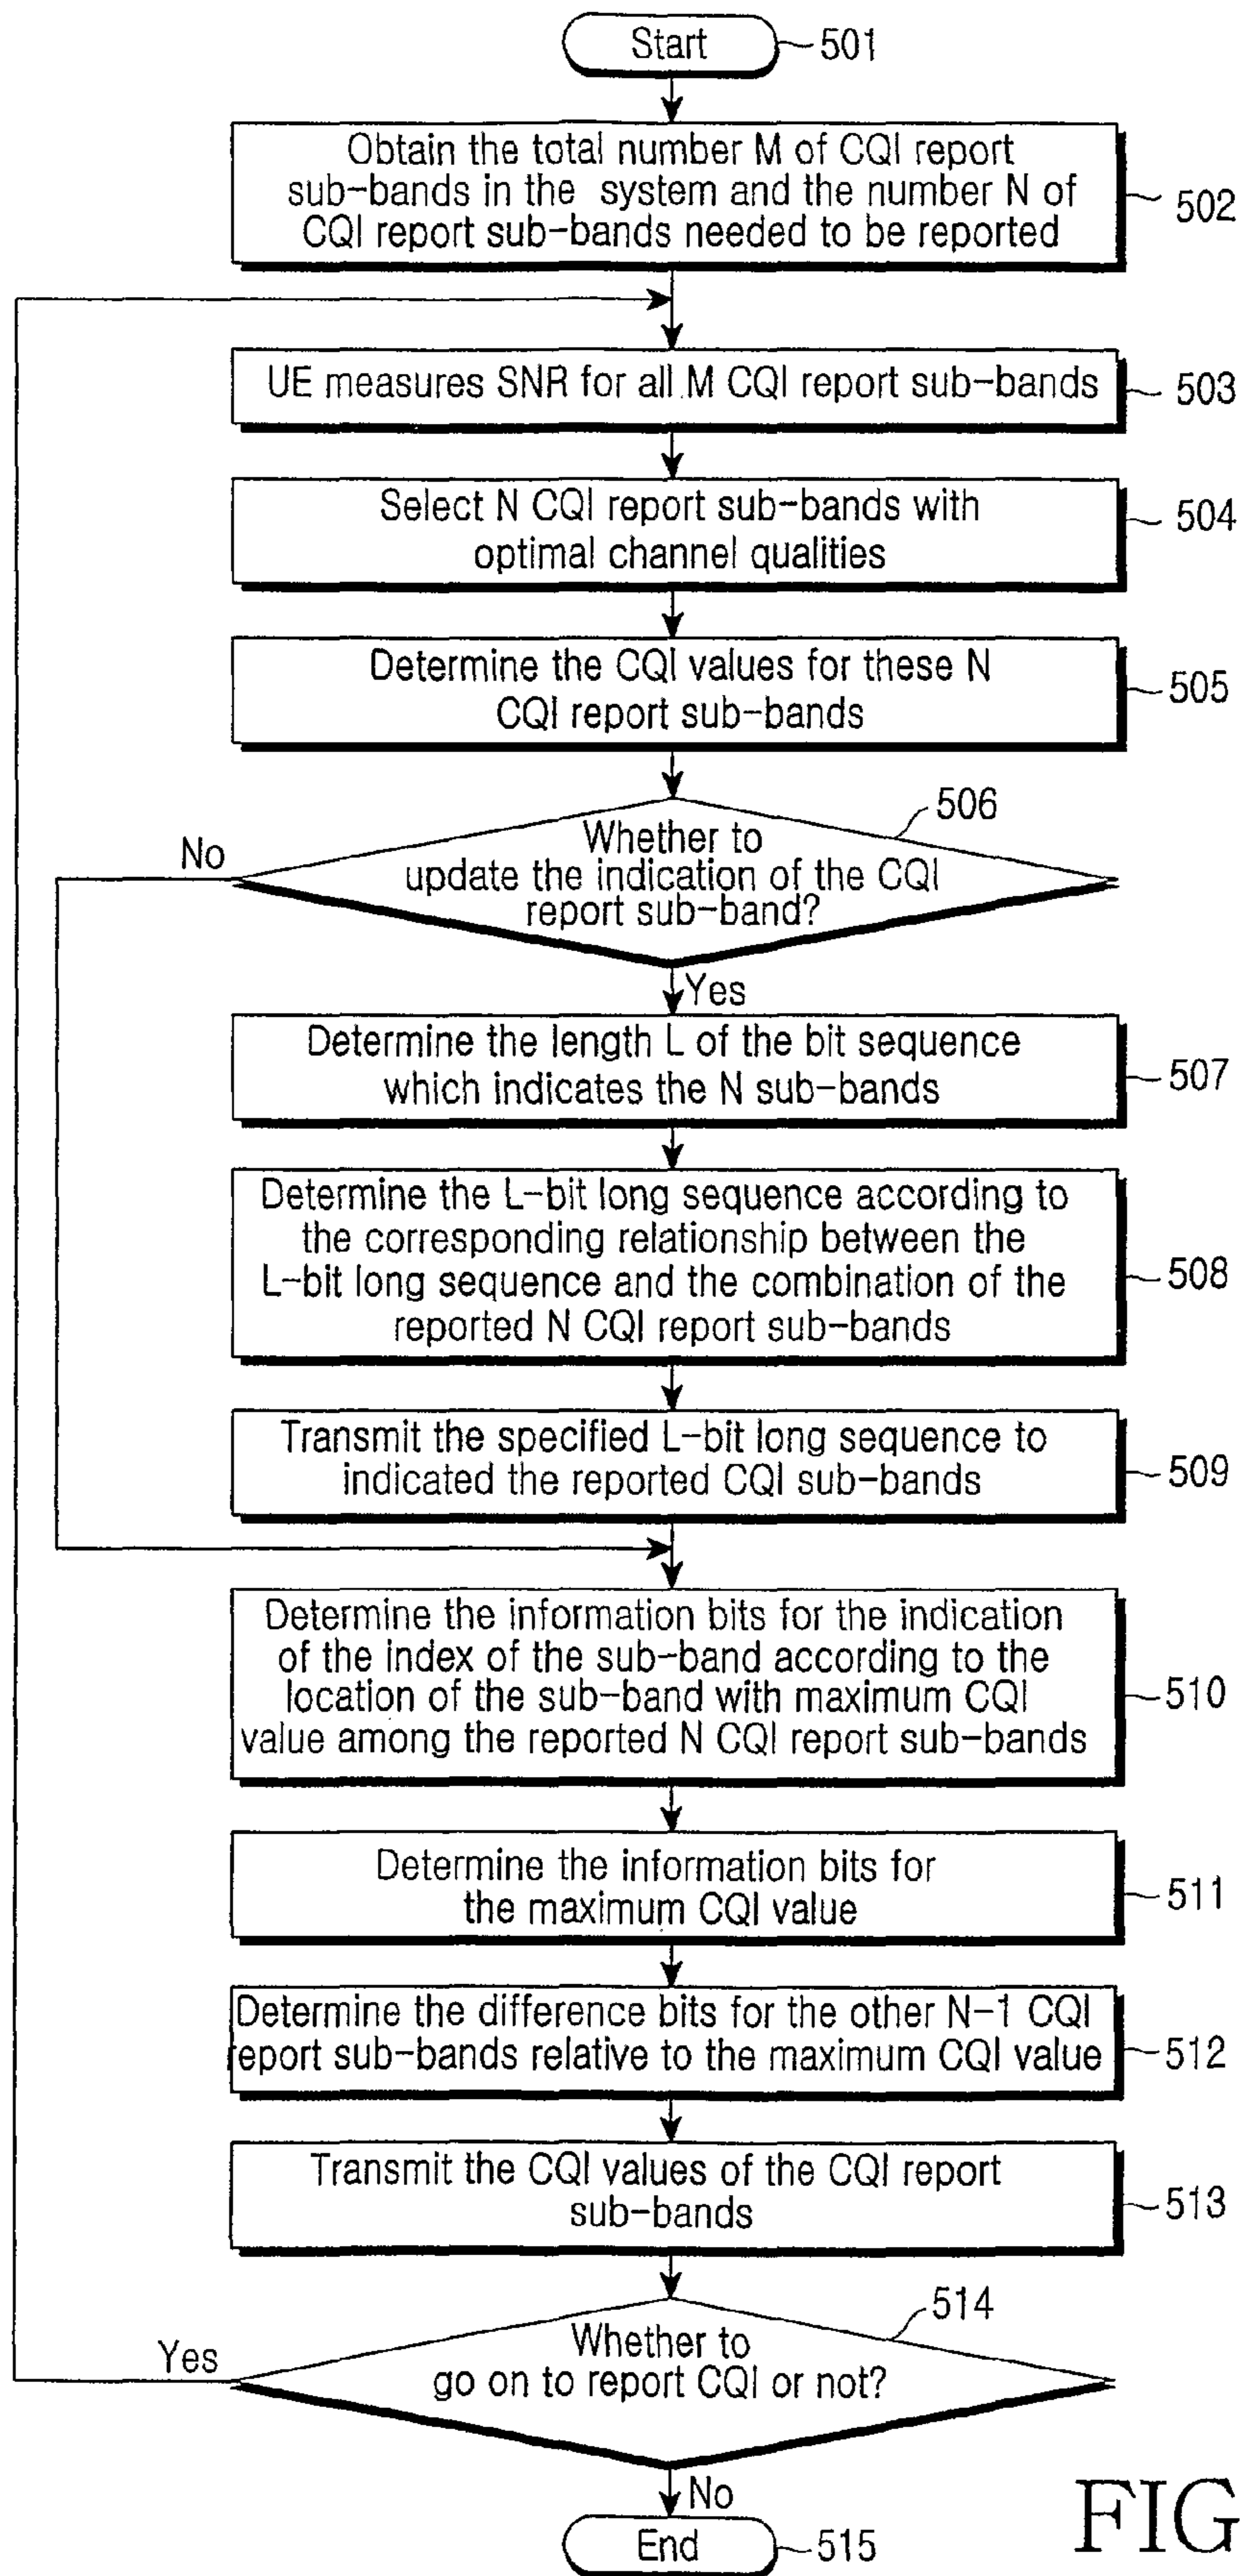 Start
501
Obtain the total number M of CQI report
sub-bands in the system and the number N of
CQI report sub-bands needed to be reported
502
UE measures SNR for all M CQI report sub-bands
503
Select N CQI report sub-bands with
optimal channel qualities
504
Determine the CQI values for these N
CQI report sub-bands
505
506
Whether to
update the indication of the CQI
report sub-band?
No
Yes
Determine the length L of the bit sequence
which indicates the N sub-bands
507
Determine the L-bit long sequence according to
the corresponding relationship between the
L-bit long sequence and the combination of the
reported N CQI report sub-bands
508
Transmit the specified L-bit long sequence to
indicated the reported CQI sub-bands
509
Determine the information bits for the indication
of the index of the sub-band according to the
location of the sub-band with maximum CQI
value among the reported N CQI report sub-bands
510
Determine the information bits for
the maximum CQI value
511
Determine the difference bits for the other N-1 CQI
report sub-bands relative to the maximum CQI value
512
Transmit the CQI values of the CQI report
sub-bands
513
514
Whether to
go on to report CQI or not?
Yes
No
End
515
FIG